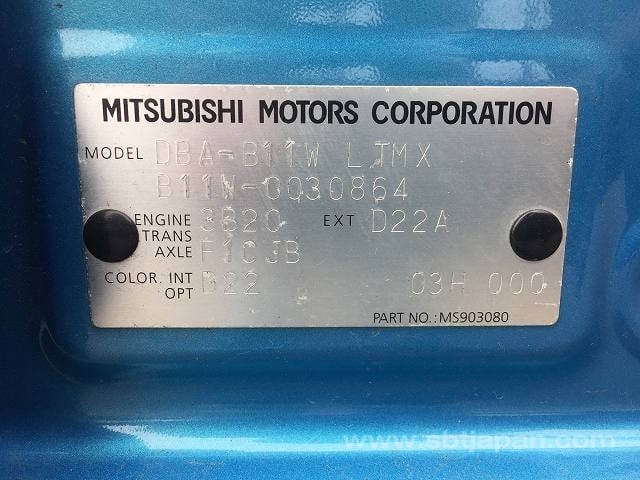 MITSUBISHI MOTORS CORPORATION
MODEL DBA-B11W LTMX
B11W-0030864
ENGINE 3B20 EXT D22A
TRANS
AXLE F1CJB
COLOR. INT B22 03H 000
OPT
PART NO.: MS903080
www.sbtjapan.com